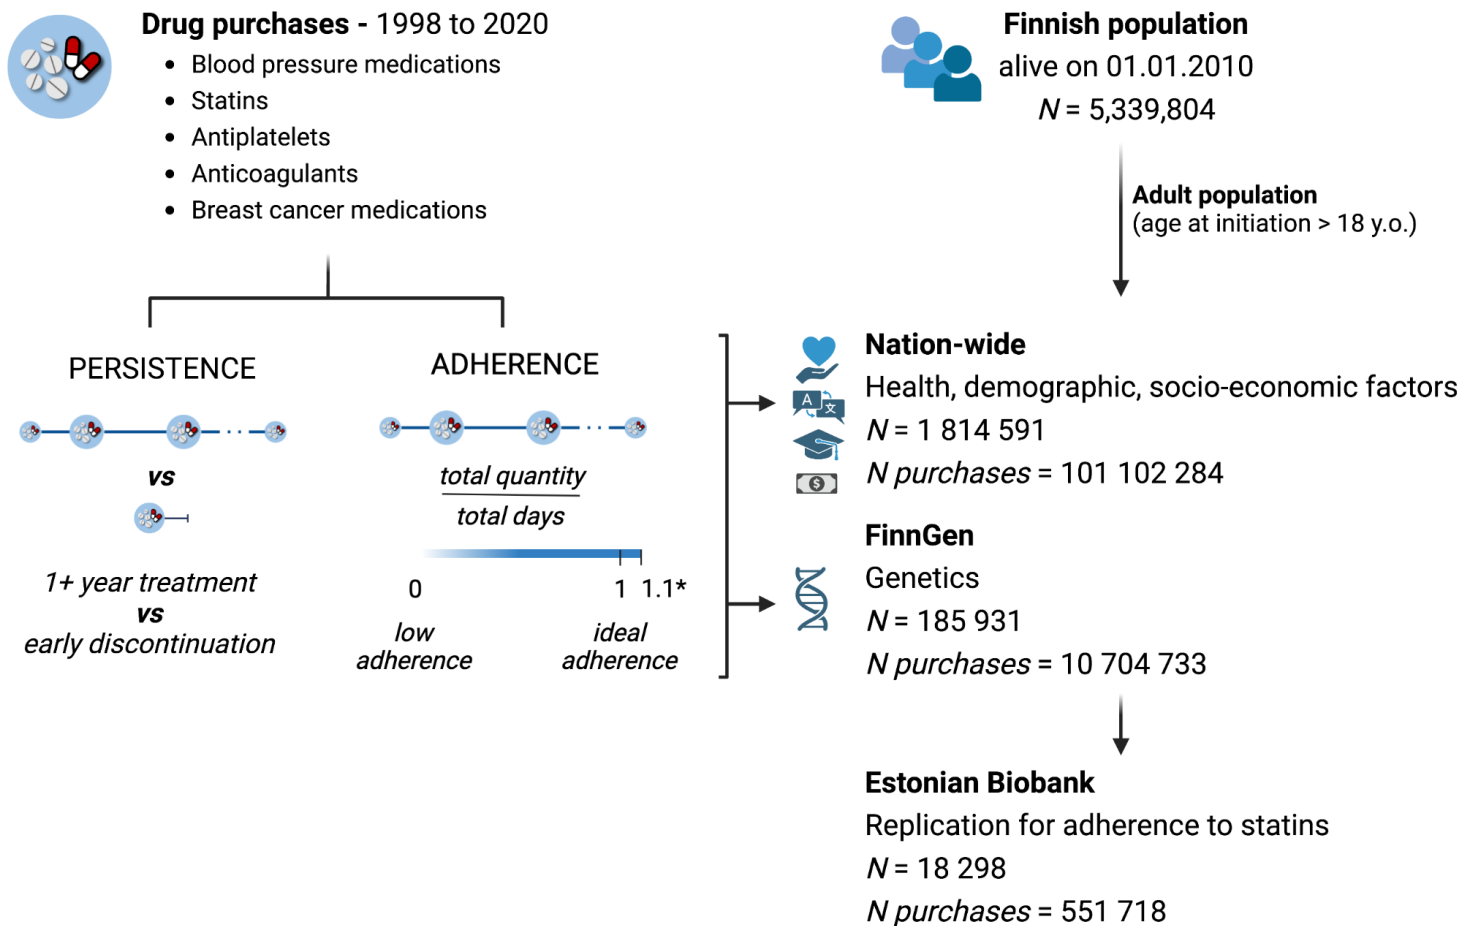 Drug purchases - 1998 to 2020
• Blood pressure medications
• Statins
• Antiplatelets
• Anticoagulants
• Breast cancer medications
Finnish population
alive on 01.01.2010
N = 5,339,804
Adult population
(age at initiation > 18 y.o.)
PERSISTENCE
vs
1+ year treatment
vs
early discontinuation
ADHERENCE
total quantity
total days
0
1
1.1*
low
adherence
ideal
adherence
A
文
$
Nation-wide
Health, demographic, socio-economic factors
N = 1 814 591
N purchases = 101 102 284
FinnGen
Genetics
N = 185 931
N purchases = 10 704 733
Estonian Biobank
Replication for adherence to statins
N = 18 298
N purchases = 551 718